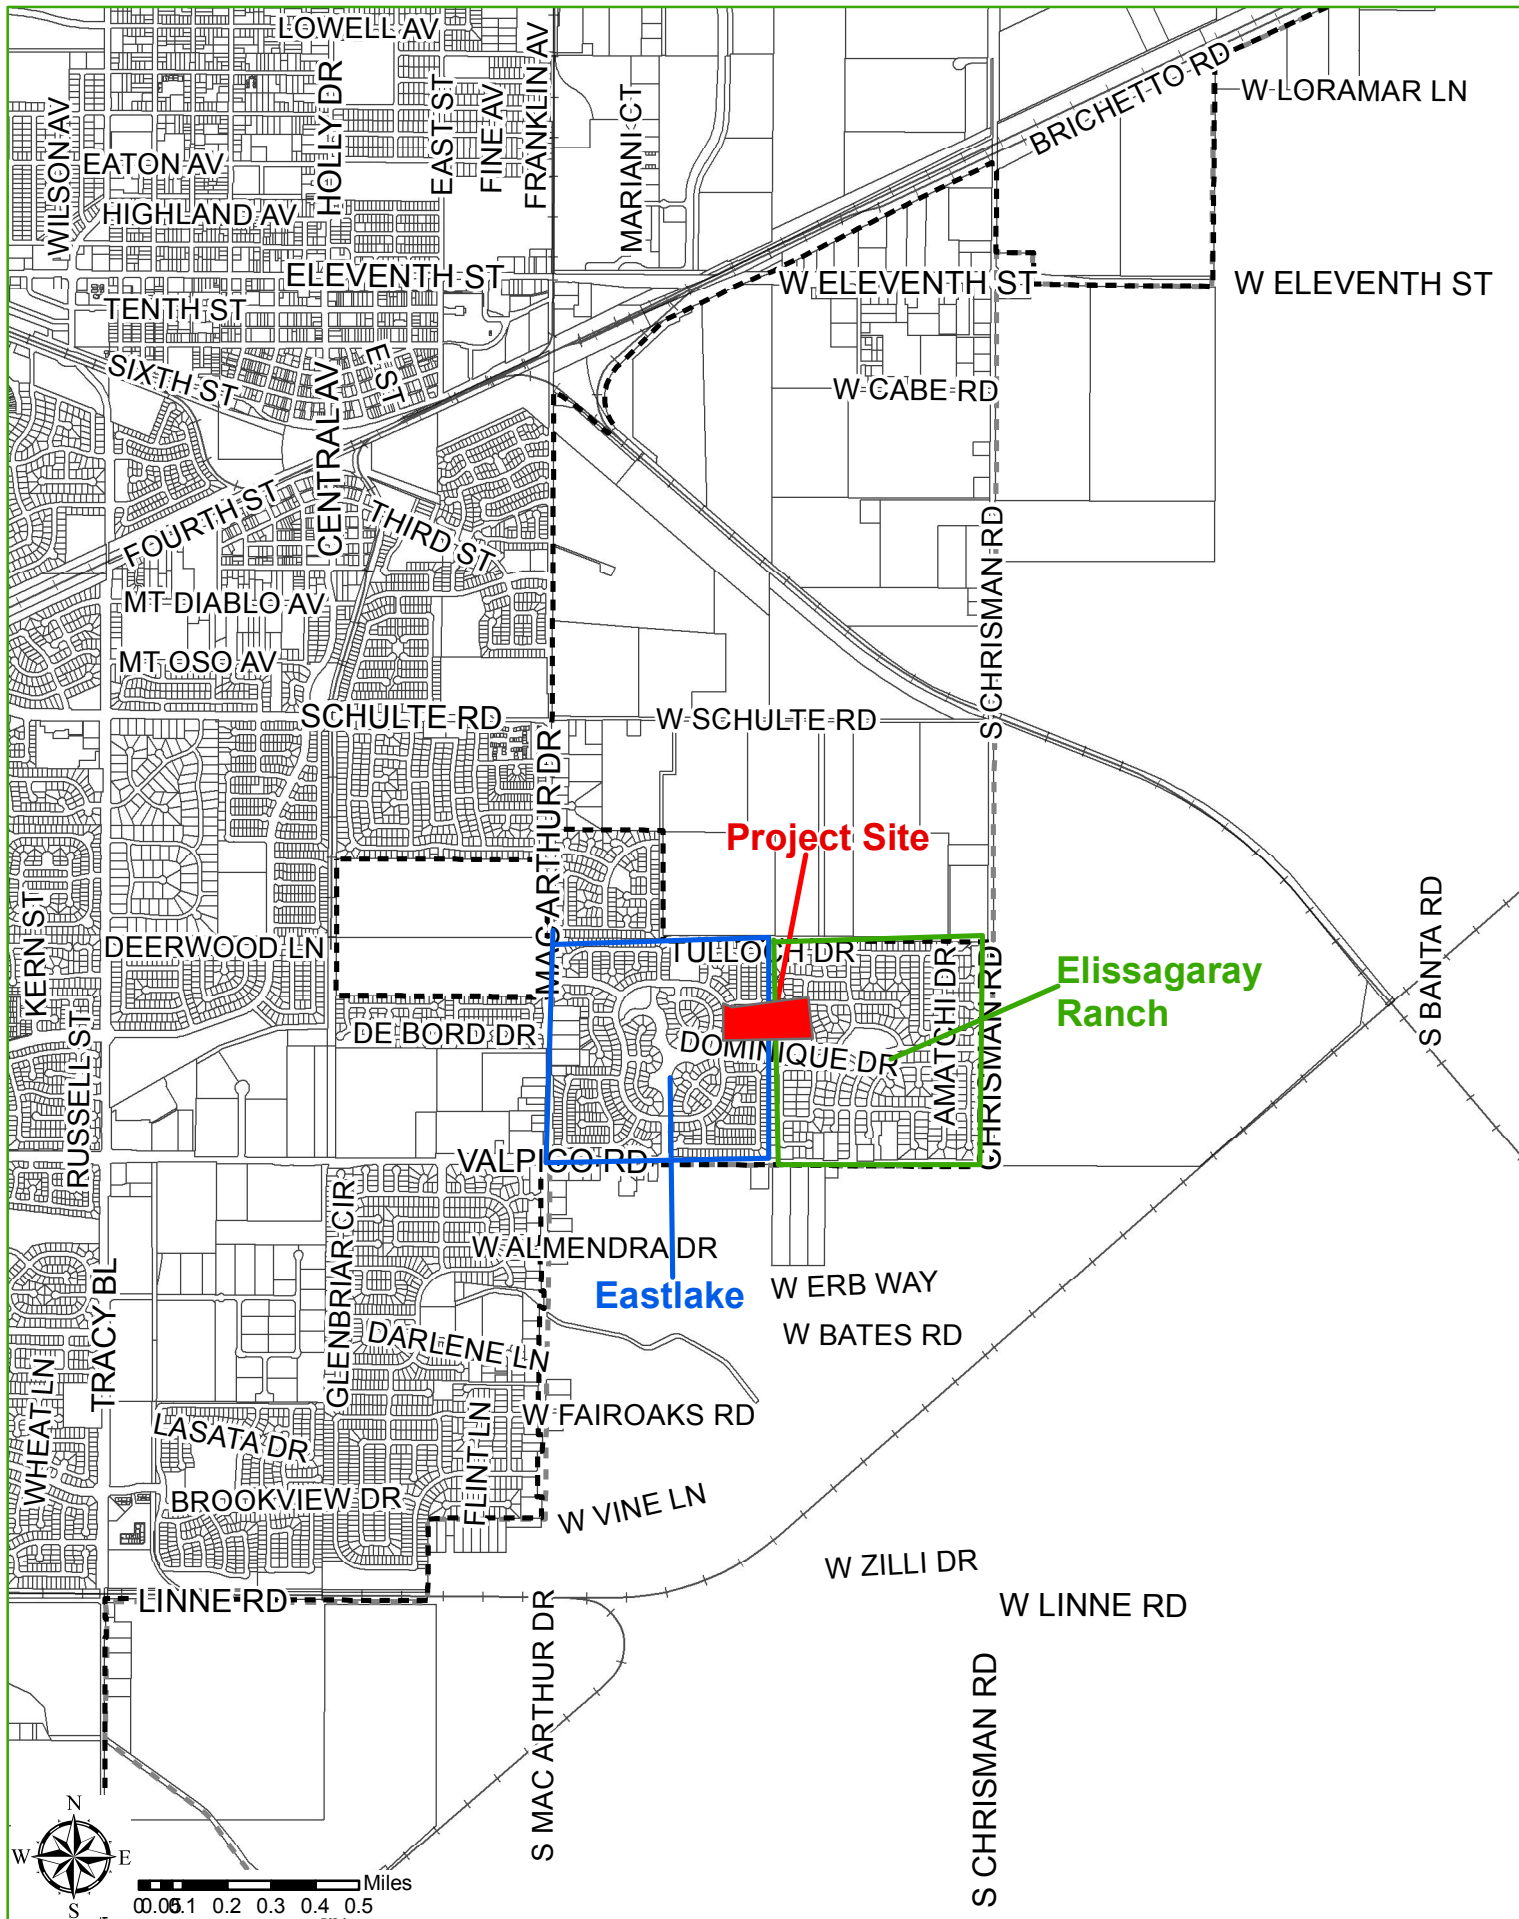 LOWELL AV
WILSON AV
HOLLY DR
EAST ST
FINE AV
FRANKLIN AV
MARIANI CT
BRICHETTO RD
W LORAMAR LN
EATON AV
HIGHLAND AV
ELEVENTH ST
W ELEVENTH ST
W ELEVENTH ST
TENTH ST
SIXTH ST
E ST
CENTRAL AV
W CABE RD
FOURTH ST
THIRD ST
S CHRISMAN RD
MT DIABLO AV
MT OSO AV
SCHULTE RD
W SCHULTE RD
MAC ARTHUR DR
Project Site
KERN ST
DEERWOOD LN
TULLOCH DR
AMATCHI DR
CHRISMAN RD
Elissagaray
Ranch
S BANTA RD
RUSSELL ST
DE BORD DR
DOMINIQUE DR
VALPICO RD
GLENBRIAR CIR
W ALMENDRA DR
Eastlake
W ERB WAY
W BATES RD
TRACY BL
DARLENE LN
WHEAT LN
LASATA DR
FLINT LN
W FAIROAKS RD
BROOKVIEW DR
W VINE LN
W ZILLI DR
LINNE RD
W LINNE RD
S MAC ARTHUR DR
S CHRISMAN RD
N
W
E
S
Miles
0 0.05 0.1 0.2 0.3 0.4 0.5